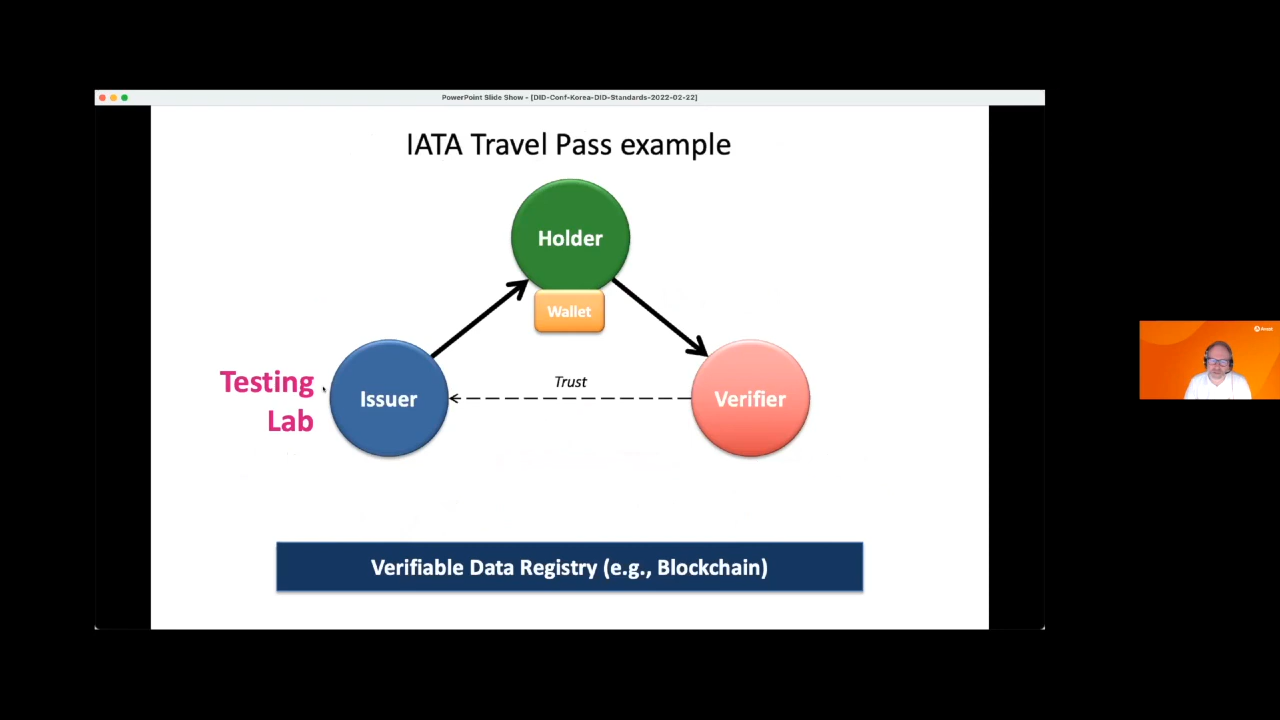 PowerPoint Slide Show - [DID-Conf-Korea-DID-Standards-2022-02-22]
IATA Travel Pass example
Holder
Wallet
Testing
Lab
Issuer
Trust
Verifier
Verifiable Data Registry (e.g., Blockchain)